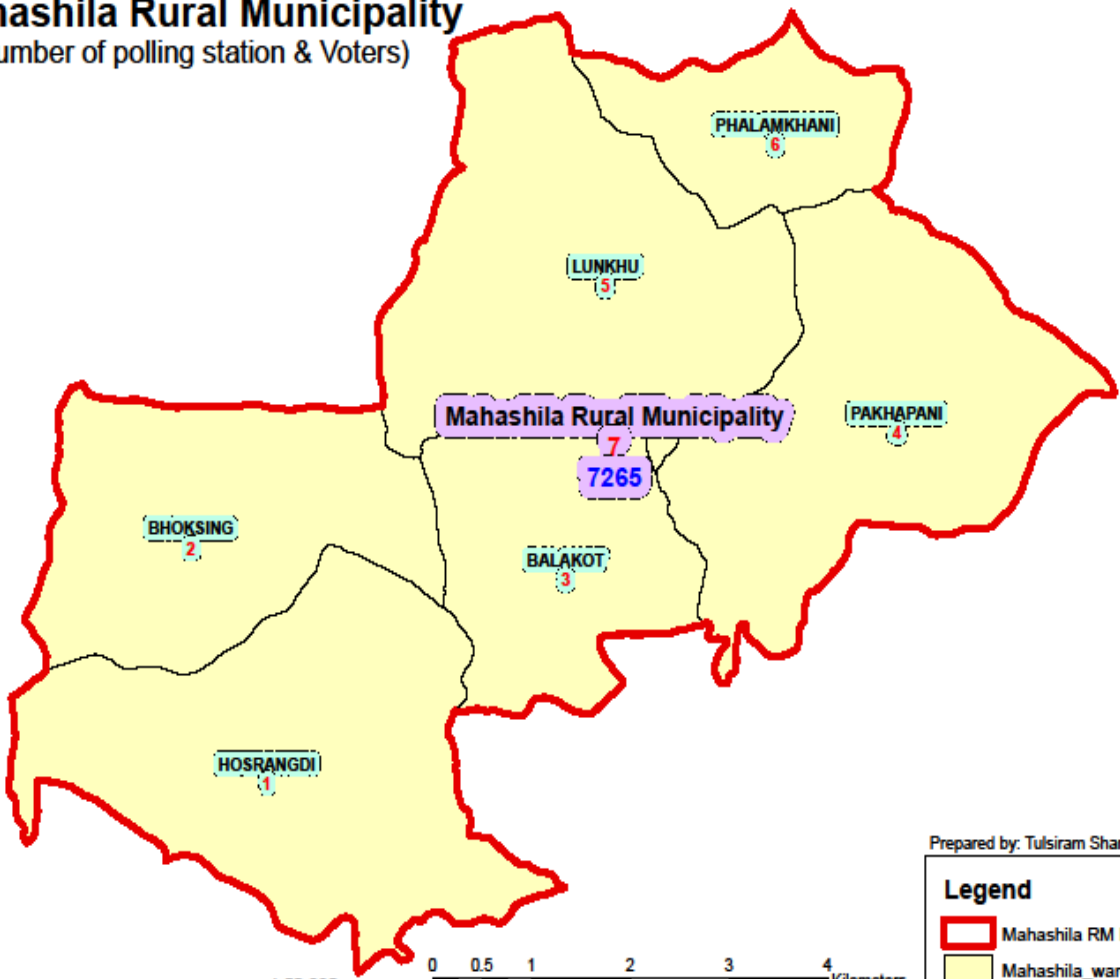 hashila Rural Municipality
umber of polling station & Voters)
PHALAMKHANI
6
LUNKHU
5
Mahashila Rural Municipality
7
7265
PAKHAPANI
4
BHOKSING
2
BALAKOT
3
HOSRANGDI
1
Prepared by: Tulsiram Shar
Legend
Mahashila RM
Mahashila_war
0 0.5 1 2 3 4
Kilometers